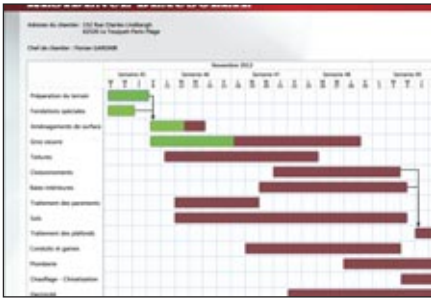 Adresse du chantier : 152 Rue Charles Lindbergh
62520 Le Touquet-Paris-Plage
Chef de chantier : Florian GARDAIR
Novembre 2012
Semaine 45 Semaine 46 Semaine 47 Semaine 48 Semaine 49
Préparation du terrain
Fondations spéciales
Aménagements de surface
Gros oeuvre
Toitures
Cloisonnements
Baies intérieures
Traitement des parements
Sols
Traitement des plafonds
Conduits et gaines
Plomberie
Chauffage - Climatisation
Electricité